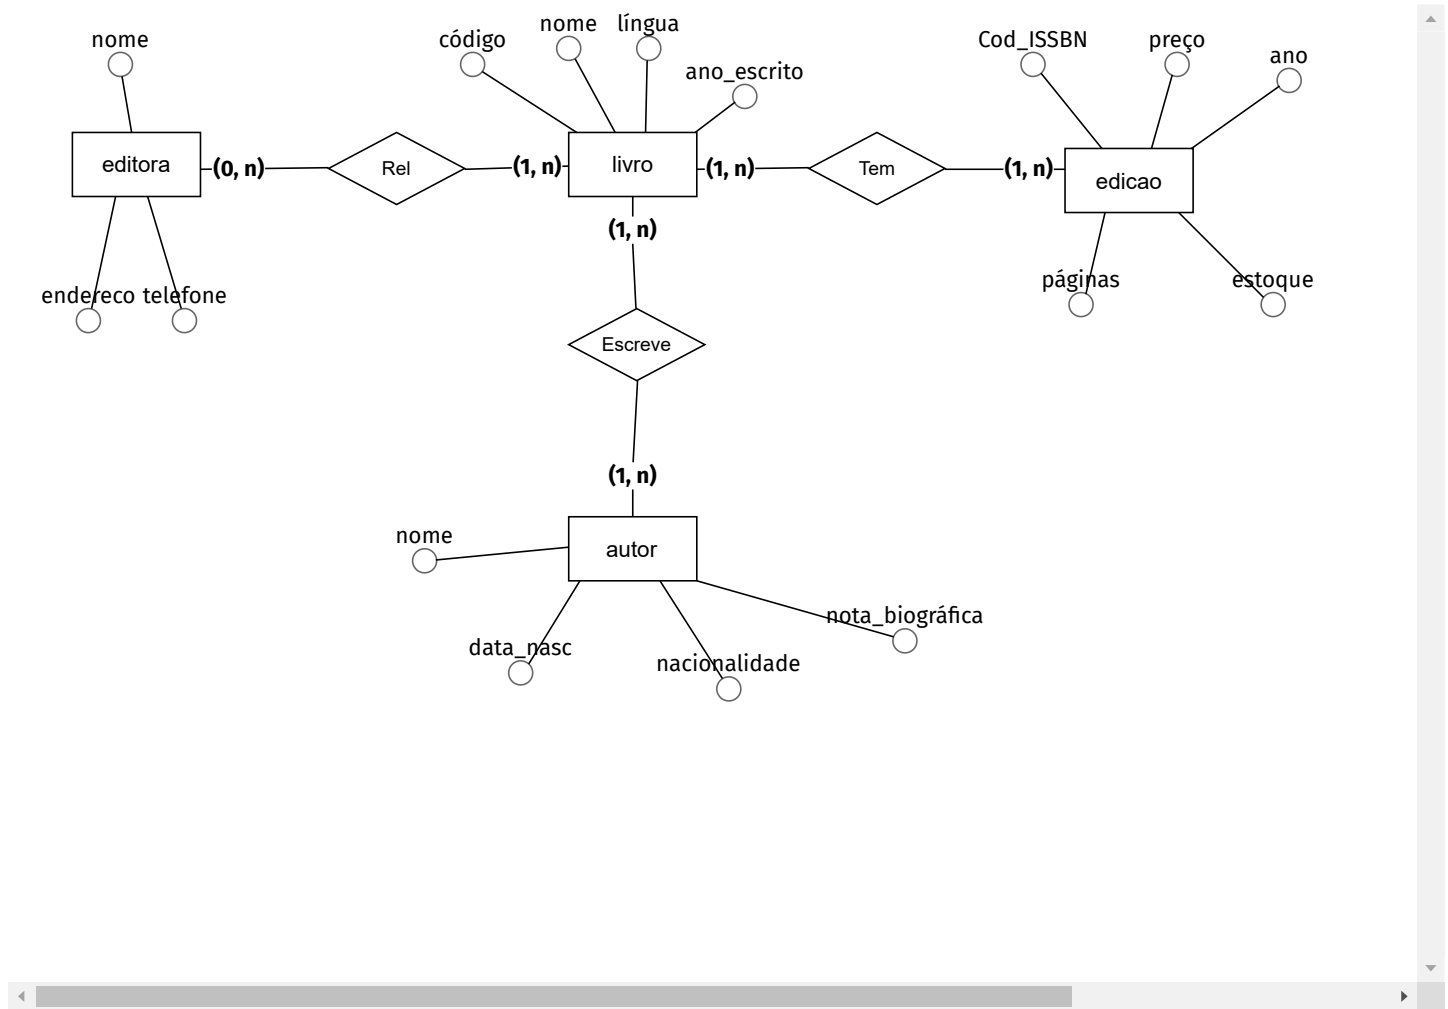 nome
código
nome
língua
ano_escrito
Cod_ISSBN
preço
ano
editora
(0, n)
Rel
(1, n)
livro
(1, n)
Tem
(1, n)
edicao
(1, n)
endereco
telefone
páginas
estoque
Escreve
(1, n)
autor
nome
data_nasc
nacionalidade
nota_biográfica